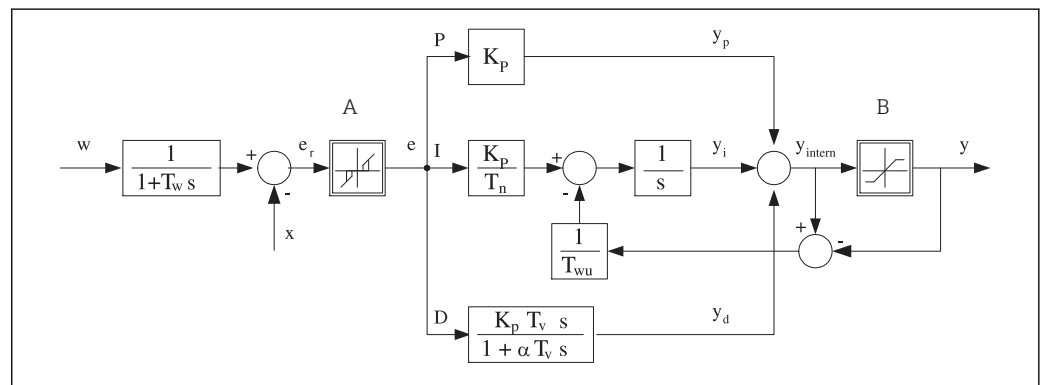 P
K_P
y_p
A
B
w
1
1+T_w s
+
-
x
e_r
e
I
K_P
T_n
+
-
1
s
y_i
y_intern
y
1
T_wu
+
-
D
K_p T_v s
1 + α T_v s
y_d